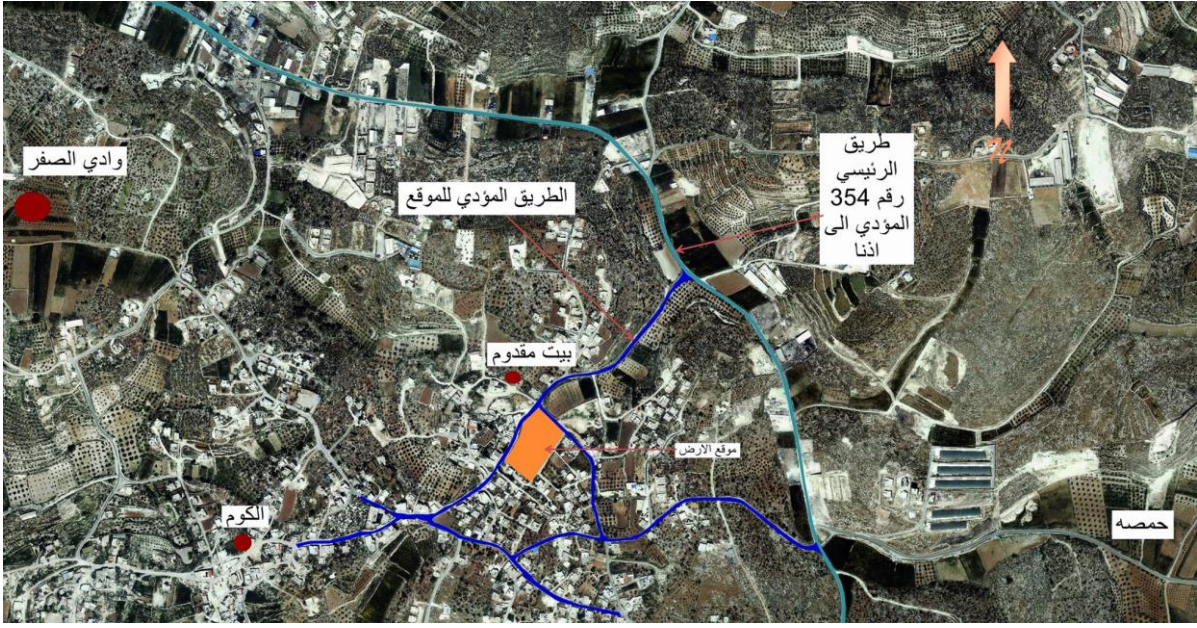 وادي الصفر
الطريق المؤدي للموقع
طريق
الرئيسي
رقم 354
المؤدي الى
اذنا
بيت مقدوم
موقع الارض
الكوم
حمصه